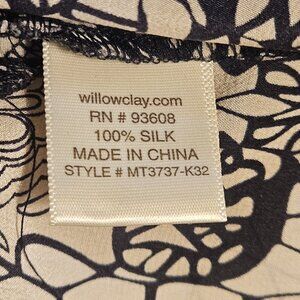 willowclay.com
RN # 93608
100% SILK
MADE IN CHINA
STYLE # MT3737-K32